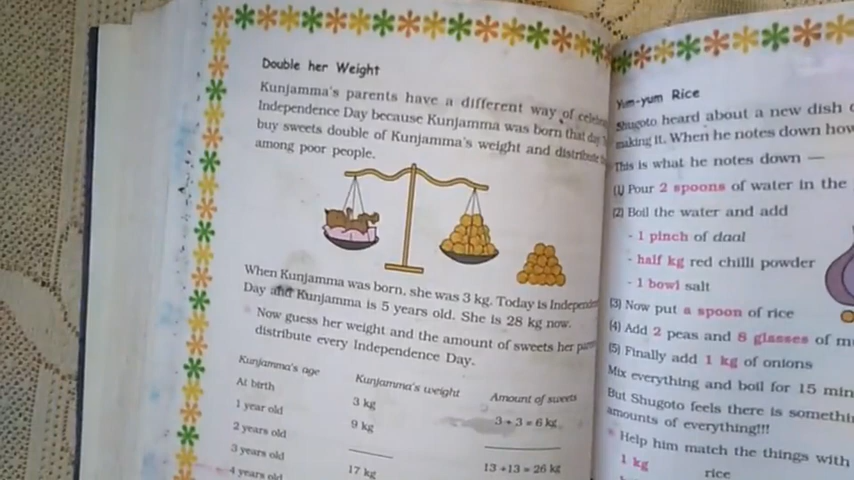 Double her Weight
Kunjamma's parents have a different way of
Independence Day because Kunjamma was born that day.
buy sweets double of Kunjamma's weight and distribute
among poor people.
When Kunjamma was born, she was 3 kg. Today is
Day and Kunjamma is 5 years old. She is 28 kg now.
Now guess her weight and the amount of sweets her
distribute every Independence Day.
Kunjamma's age Kunjamma's weight Amount of sweets
At birth 3 kg 3 + 3 = 6 kg
1 year old 9 kg
2 years old 13 + 13 = 26 kg
3 years old 17 kg
4 years old
Yum-yum Rice
Shugoto heard about a new dish
making it. When he notes down how
This is what he notes down —
(1) Pour 2 spoons of water in the
(2) Boil the water and add
- 1 pinch of daal
- half kg red chilli powder
- 1 bowl salt
(3) Now put a spoon of rice
(4) Add 2 peas and 8 glasses of
(5) Finally add 1 kg of onions
Mix everything and boil for 15
But Shugoto feels there is
amounts of everything!!!
Help him match the things with
1 kg rice